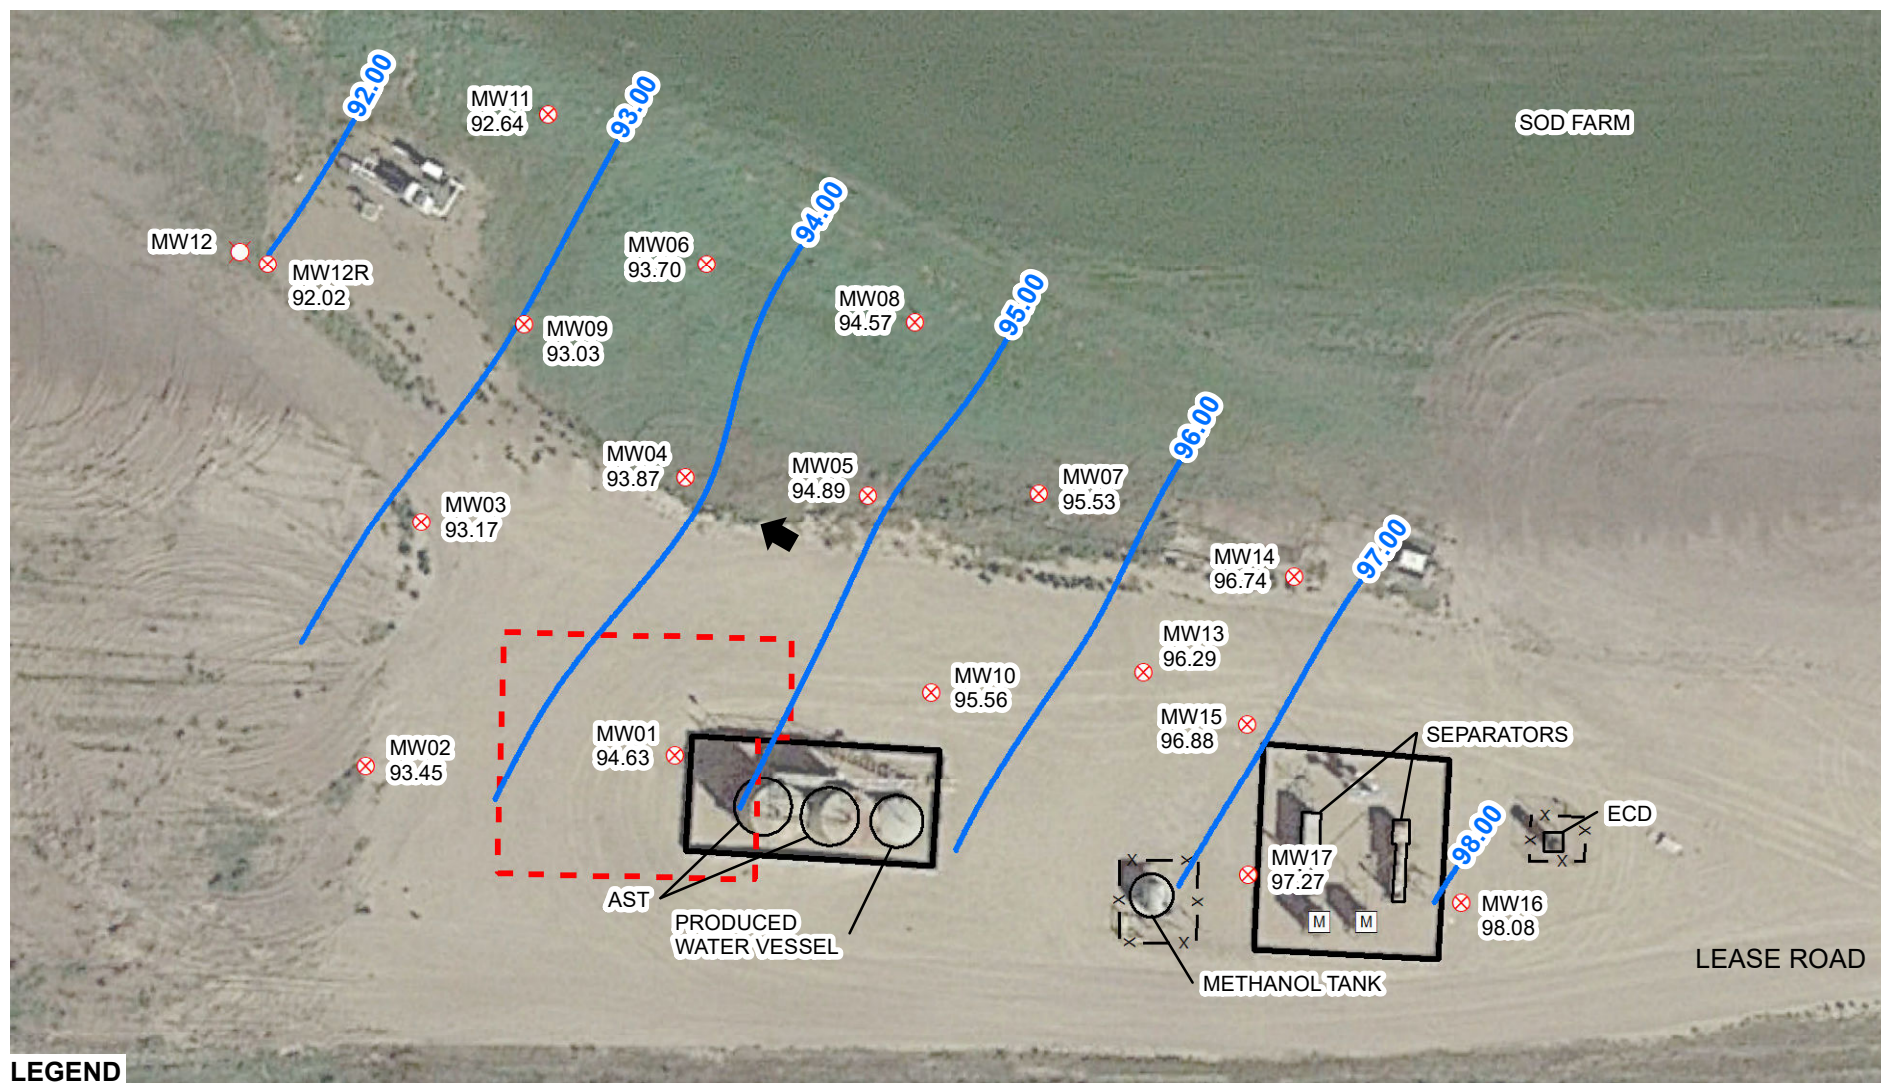 92.00
MW11
92.64
93.00
SOD FARM
94.00
MW12
MW06
93.70
MW12R
92.02
MW08
94.57
95.00
MW09
93.03
96.00
MW04
93.87
MW05
94.89
MW07
95.53
MW03
93.17
97.00
MW14
96.74
MW13
96.29
MW10
95.56
MW15
96.88
MW01
94.63
MW02
93.45
SEPARATORS
98.00
X
X
X
X
ECD
X
X
X
MW17
97.27
X
X
X
X
AST
MW16
98.08
PRODUCED
WATER VESSEL
M
M
METHANOL TANK
LEASE ROAD
LEGEND